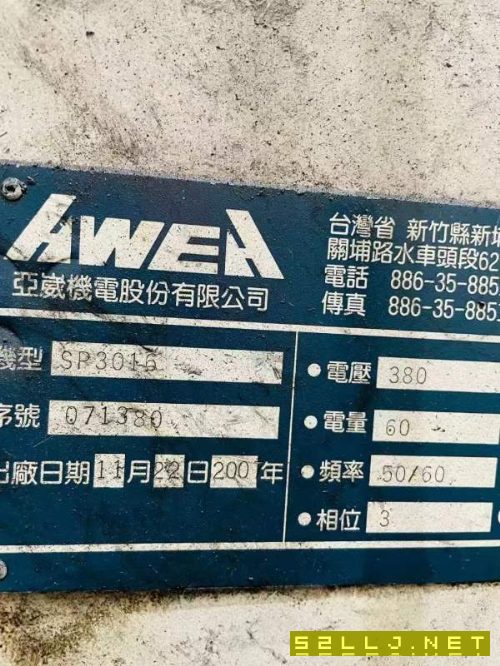 AWEA
亞崴機電股份有限公司
台灣省 新竹縣新埔
關埔路水車頭段62
電話 886-35-885
傳真 886-35-885
機型 SP3016
序號 071380
出廠日期11月22日2007年
電壓 380
電量 60
頻率 50/60
相位 3
S2LLJ.NET